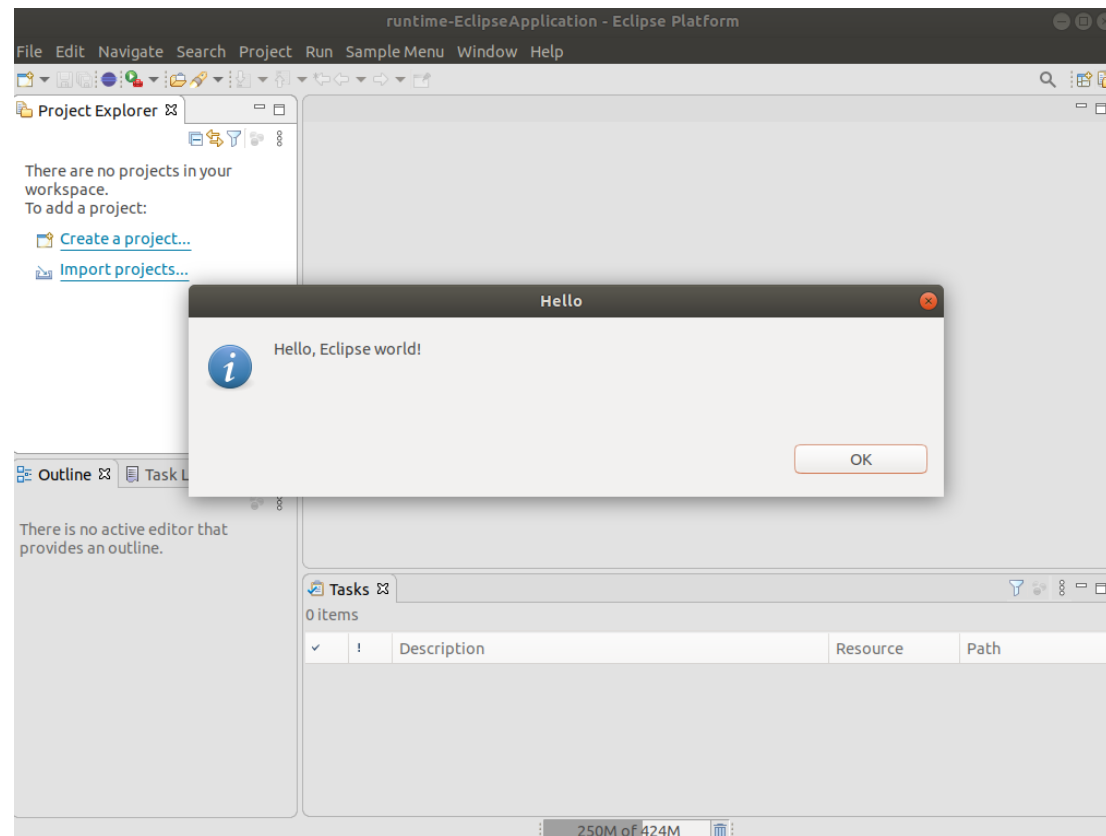 runtime-EclipseApplication - Eclipse Platform
File Edit Navigate Search Project Run Sample Menu Window Help
Project Explorer
There are no projects in your
workspace.
To add a project:
Create a project...
Import projects...
Hello
Hello, Eclipse world!
OK
Outline Task L
There is no active editor that
provides an outline.
Tasks
0 items
! Description Resource Path
250M of 424M